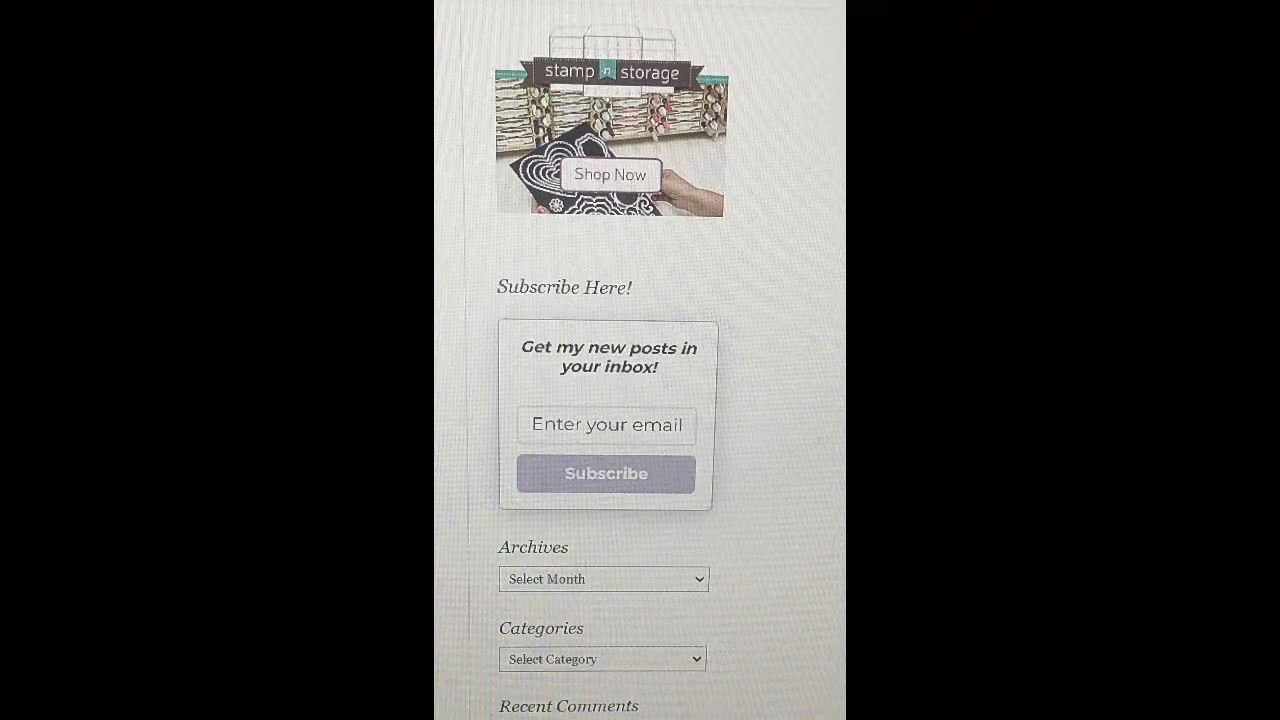 stamp n storage
Shop Now
Subscribe Here!
Get my new posts in
your inbox!
Enter your email
Subscribe
Archives
Select Month
Categories
Select Category
Recent Comments